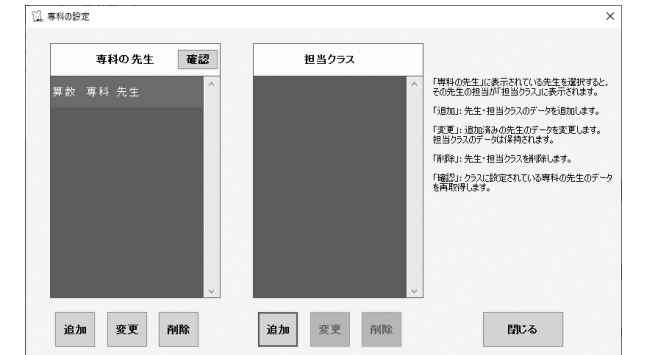 専科の設定
専科の先生
確認
担当クラス
算数 専科 先生
「専科の先生」に表示されている先生を選択すると、
その先生の担当が「担当クラス」に表示されます。
「追加」: 先生・担当クラスのデータを追加します。
「変更」: 追加済みの先生のデータを変更します。
担当クラスのデータは保持されます。
「削除」: 先生・担当クラスを削除します。
「確認」: クラスに設定されている専科の先生のデータ
を再取得します。
追加
変更
削除
追加
変更
削除
閉じる